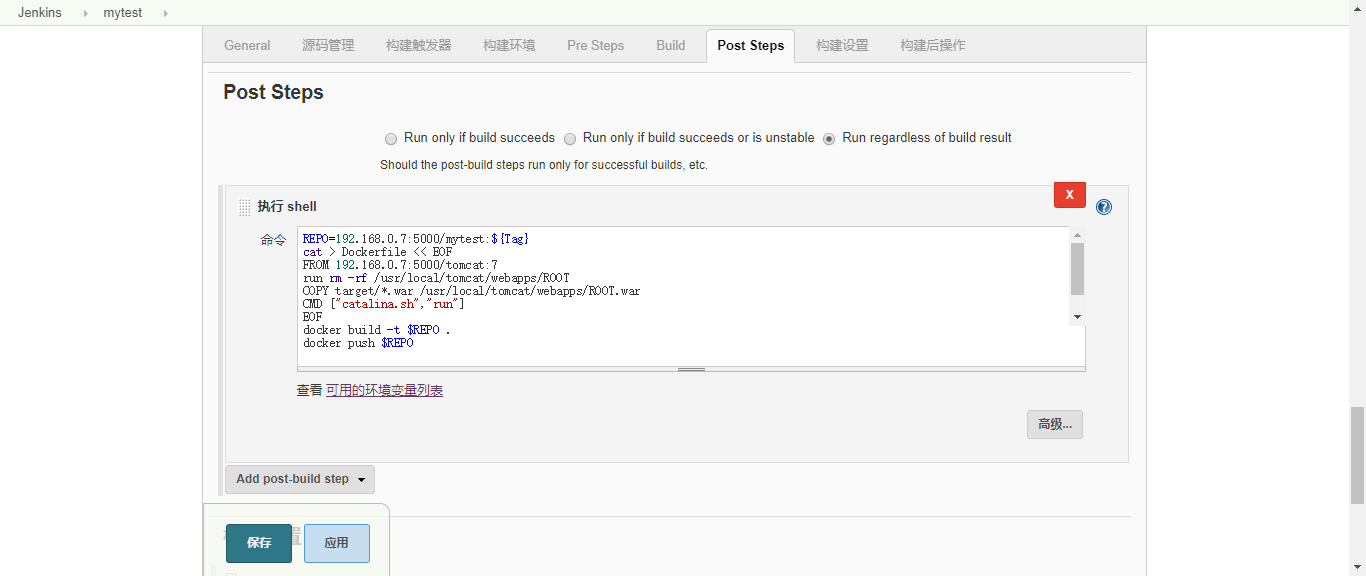 Jenkins mytest
General 源码管理 构建触发器 构建环境 Pre Steps Build Post Steps 构建设置 构建后操作
Post Steps
Run only if build succeeds Run only if build succeeds or is unstable Run regardless of build result
Should the post-build steps run only for successful builds, etc.
X
执行 shell ?
命令
REPO=192.168.0.7:5000/mytest:${Tag}
cat > Dockerfile << EOF
FROM 192.168.0.7:5000/tomcat:7
run rm -rf /usr/local/tomcat/webapps/ROOT
COPY target/*.war /usr/local/tomcat/webapps/ROOT.war
CMD ["catalina.sh","run"]
EOF
docker build -t $REPO .
docker push $REPO
查看 可用的环境变量列表
高级...
Add post-build step
保存 应用